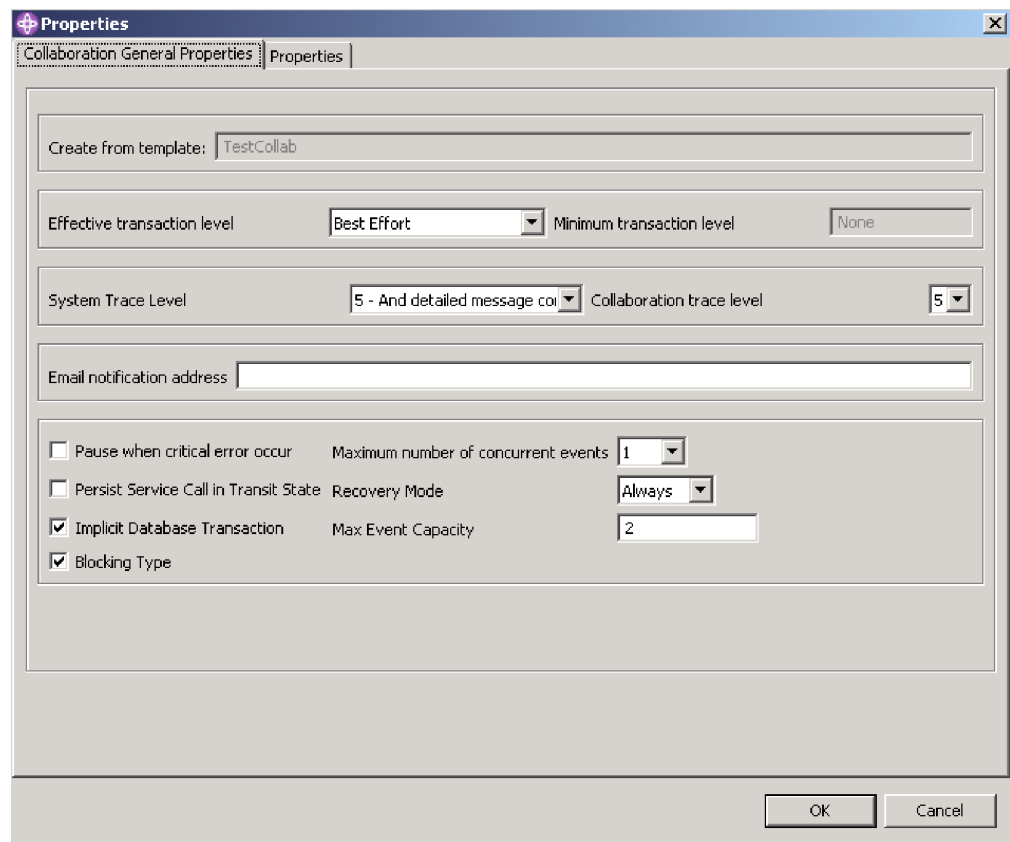 Properties
Collaboration General Properties Properties
Create from template: TestCollab
Effective transaction level Best Effort Minimum transaction level None
System Trace Level 5 - And detailed message Collaboration trace level 5
Email notification address
Pause when critical error occur Maximum number of concurrent events 1
Persist Service Call in Transit State Recovery Mode Always
Implicit Database Transaction Max Event Capacity 2
Blocking Type
OK Cancel